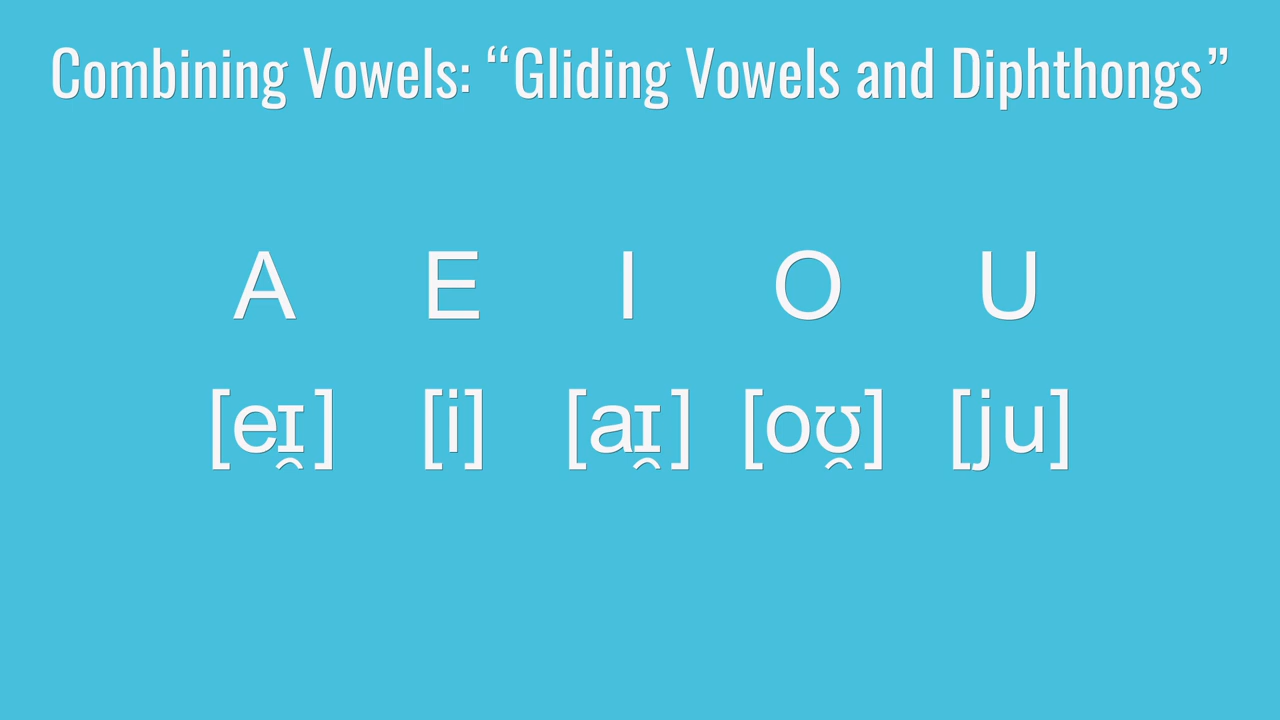 Combining Vowels: “Gliding Vowels and Diphthongs”
A E I O U
[eɪ̯] [i] [aɪ̯] [oʊ̯] [ju]